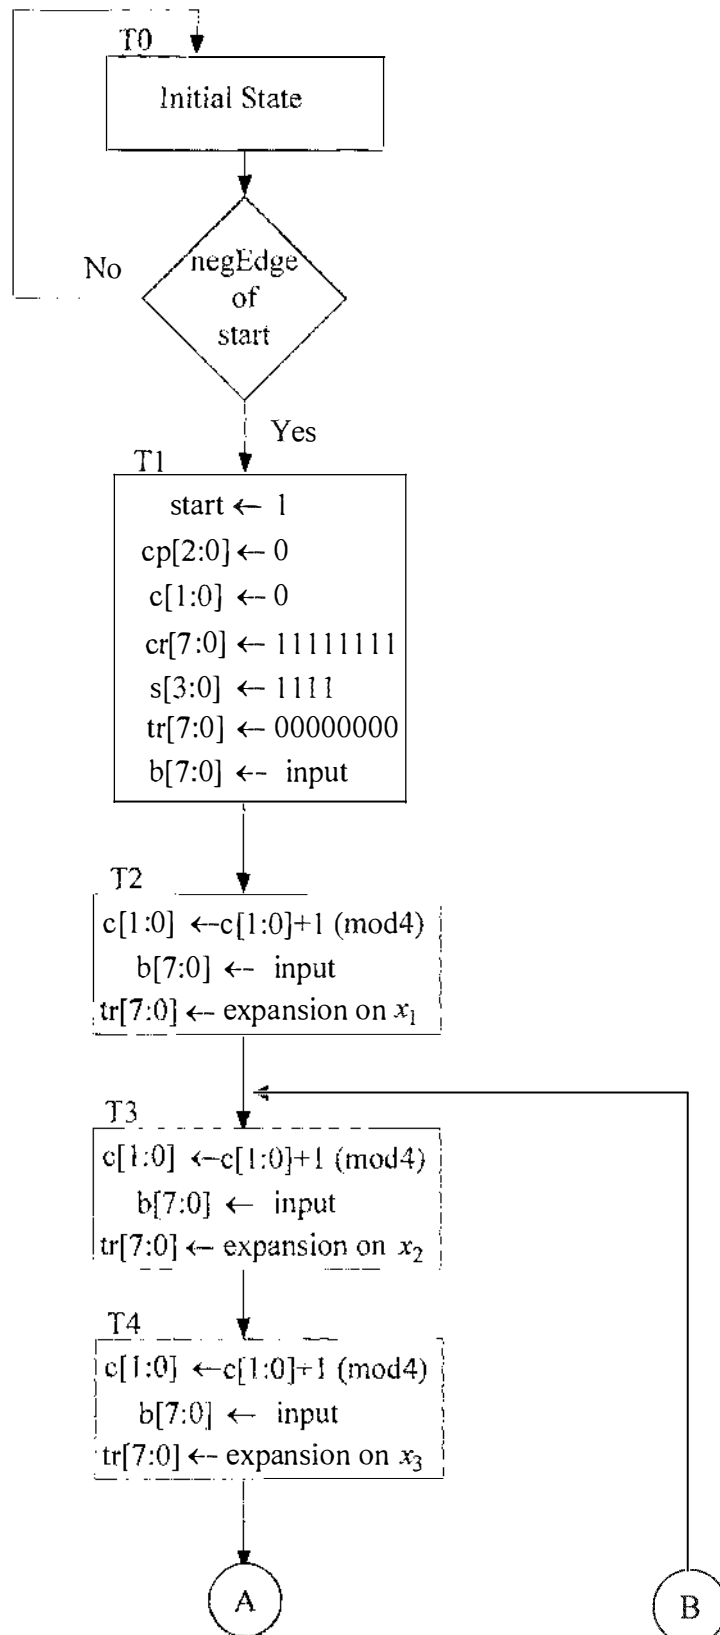 T0
Initial State
No
negEdge
of
start
Yes
T1
start ← 1
cp[2:0] ← 0
c[1:0] ← 0
cr[7:0] ← 11111111
s[3:0] ← 1111
tr[7:0] ← 00000000
b[7:0] ← input
T2
c[1:0] ←c[1:0]+1 (mod4)
b[7:0] ← input
tr[7:0] ← expansion on x₁
T3
c[1:0] ←c[1:0]+1 (mod4)
b[7:0] ← input
tr[7:0] ← expansion on x₂
T4
c[1:0] ←c[1:0]+1 (mod4)
b[7:0] ← input
tr[7:0] ← expansion on x₃
A
B